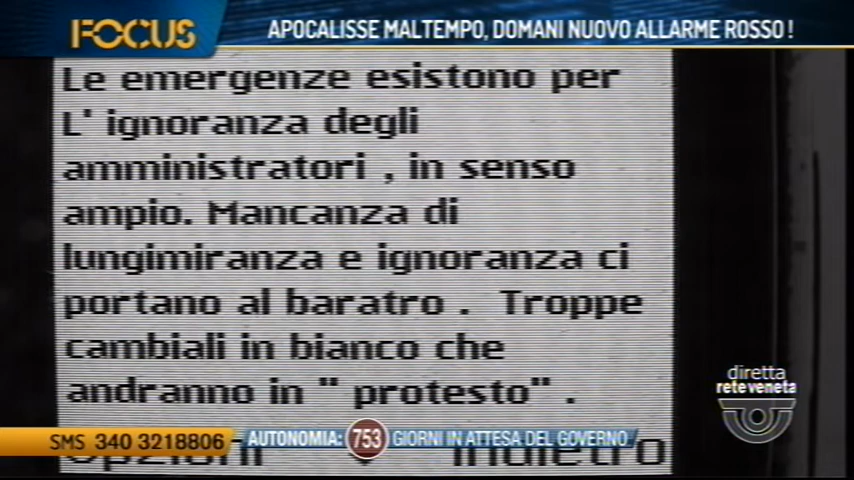 FOCUS
APOCALISSE MALTEMPO, DOMANI NUOVO ALLARME ROSSO!
Le emergenze esistono per
L' ignoranza degli
amministratori , in senso
ampio. Mancanza di
lungimiranza e ignoranza ci
portano al baratro . Troppe
cambiali in bianco che
andranno in " protesto" .
diretta
reteveneta
SMS 340 3218806
AUTONOMIA: 753 GIORNI IN ATTESA DEL GOVERNO
Opzioni Indietro